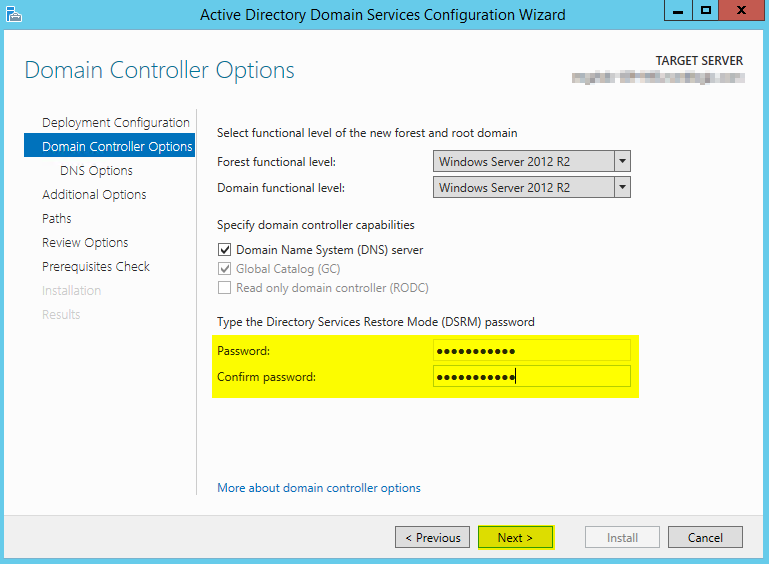 Active Directory Domain Services Configuration Wizard
Domain Controller Options
TARGET SERVER
Deployment Configuration
Domain Controller Options
DNS Options
Additional Options
Paths
Review Options
Prerequisites Check
Installation
Results
Select functional level of the new forest and root domain
Forest functional level: Windows Server 2012 R2
Domain functional level: Windows Server 2012 R2
Specify domain controller capabilities
Domain Name System (DNS) server
Global Catalog (GC)
Read only domain controller (RODC)
Type the Directory Services Restore Mode (DSRM) password
Password: •••••••••••
Confirm password: •••••••••••
More about domain controller options
< Previous Next > Install Cancel